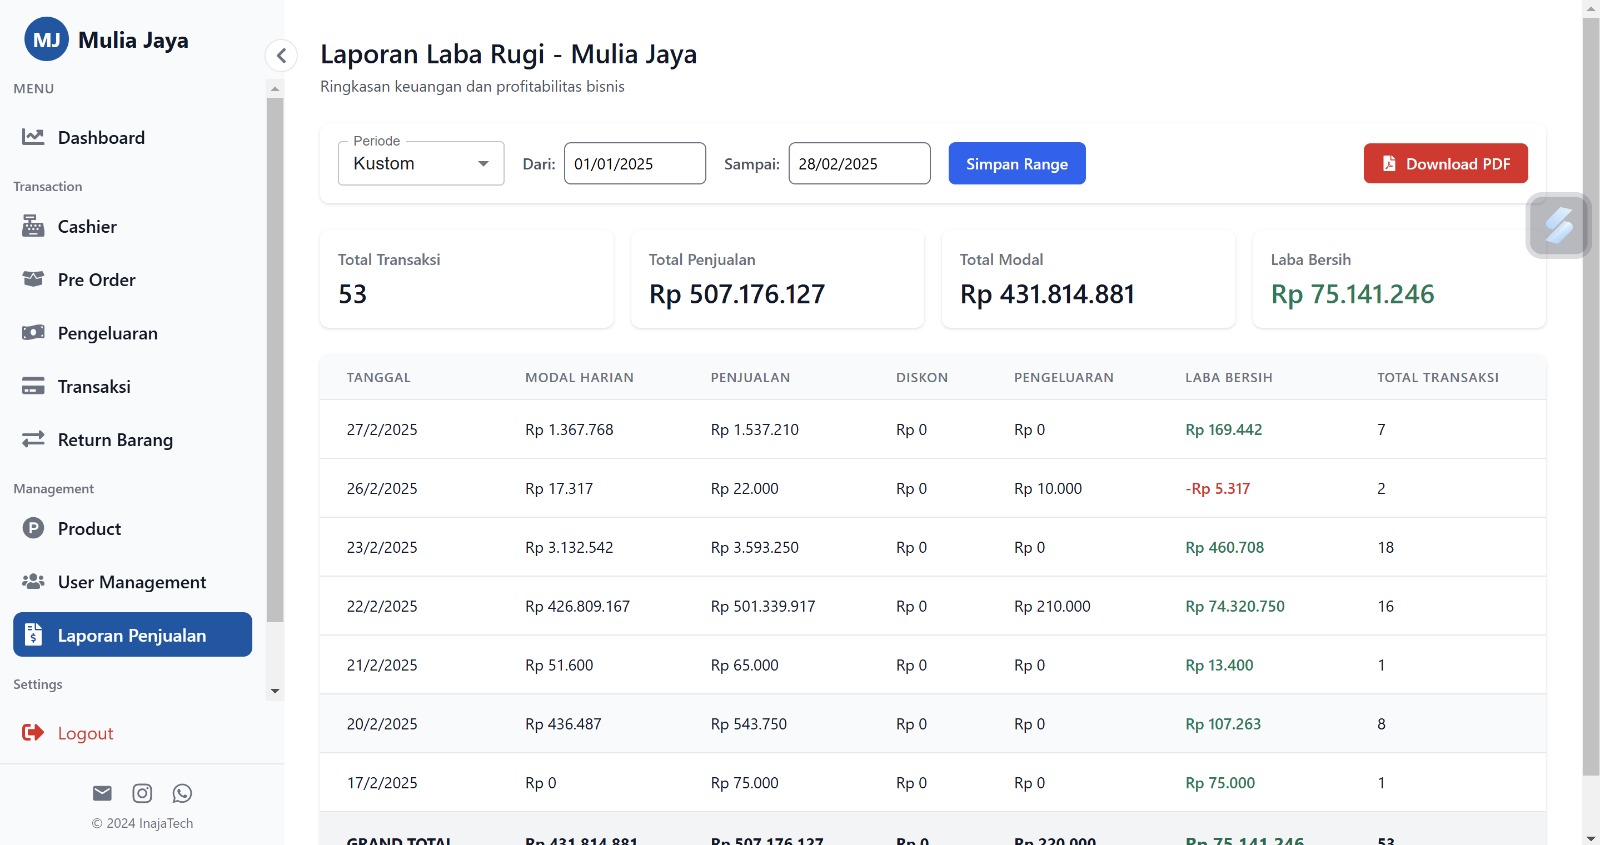 MJ Mulia Jaya
MENU
Dashboard
Transaction
Cashier
Pre Order
Pengeluaran
Transaksi
Return Barang
Management
P Product
User Management
$ Laporan Penjualan
Settings
Logout
© 2024 InajaTech
Laporan Laba Rugi - Mulia Jaya
Ringkasan keuangan dan profitabilitas bisnis
Periode
Kustom Dari: 01/01/2025 Sampai: 28/02/2025 Simpan Range Download PDF
Total Transaksi Total Penjualan Total Modal Laba Bersih
53 Rp 507.176.127 Rp 431.814.881 Rp 75.141.246
TANGGAL MODAL HARIAN PENJUALAN DISKON PENGELUARAN LABA BERSIH TOTAL TRANSAKSI
27/2/2025 Rp 1.367.768 Rp 1.537.210 Rp 0 Rp 0 Rp 169.442 7
26/2/2025 Rp 17.317 Rp 22.000 Rp 0 Rp 10.000 -Rp 5.317 2
23/2/2025 Rp 3.132.542 Rp 3.593.250 Rp 0 Rp 0 Rp 460.708 18
22/2/2025 Rp 426.809.167 Rp 501.339.917 Rp 0 Rp 210.000 Rp 74.320.750 16
21/2/2025 Rp 51.600 Rp 65.000 Rp 0 Rp 0 Rp 13.400 1
20/2/2025 Rp 436.487 Rp 543.750 Rp 0 Rp 0 Rp 107.263 8
17/2/2025 Rp 0 Rp 75.000 Rp 0 Rp 0 Rp 75.000 1
GRAND TOTAL Rp 431.814.881 Rp 507.176.127 Rp 0 Rp 220.000 Rp 75.141.246 53